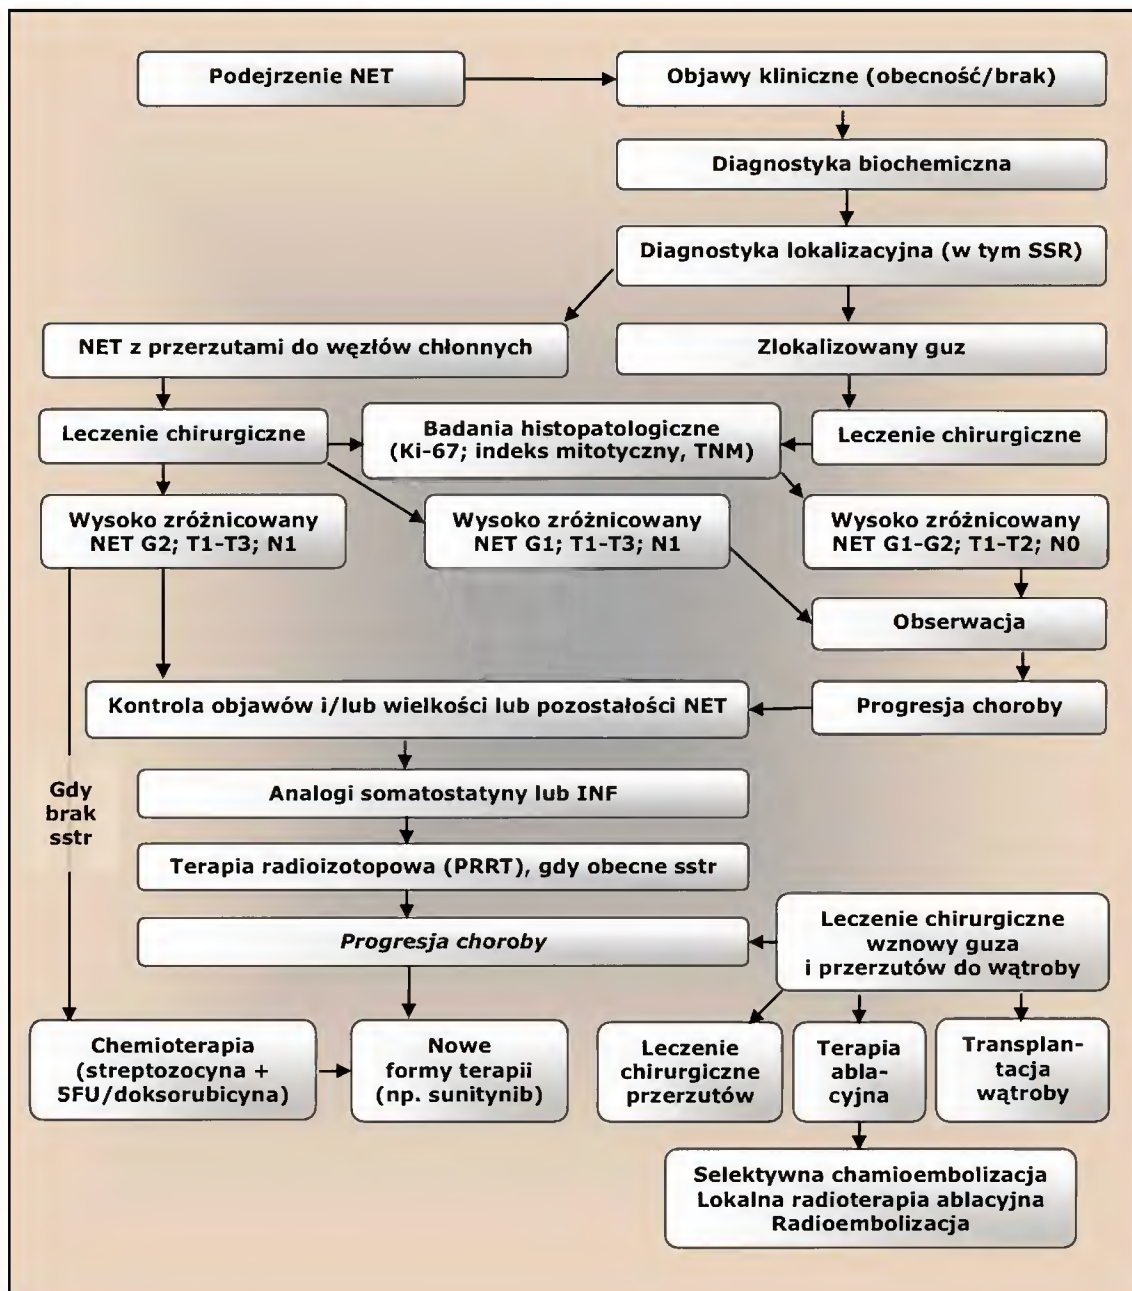 Podejrzenie NET
Objawy kliniczne (obecność/brak)
Diagnostyka biochemiczna
Diagnostyka lokalizacyjna (w tym SSR)
NET z przerzutami do węzłów chłonnych
Zlokalizowany guz
Leczenie chirurgiczne
Badania histopatologiczne
(Ki-67; indeks mitotyczny, TNM)
Leczenie chirurgiczne
Wysoko zróżnicowany
NET G2; T1-T3; N1
Wysoko zróżnicowany
NET G1; T1-T3; N1
Wysoko zróżnicowany
NET G1-G2; T1-T2; N0
Obserwacja
Kontrola objawów i/lub wielkości lub pozostałości NET
Progresja choroby
Gdy
brak
sstr
Analogi somatostatyny lub INF
Terapia radioizotopowa (PRRT), gdy obecne sstr
Progresja choroby
Leczenie chirurgiczne
wznowy guza
i przerzutów do wątroby
Chemioterapia
(streptozocyna +
5FU/doksorubicyna)
Nowe
formy terapii
(np. sunitynib)
Leczenie
chirurgiczne
przerzutów
Terapia
abla-
cyjna
Transplan-
tacja
wątroby
Selektywna chamioembolizacja
Lokalna radioterapia ablacyjna
Radioembolizacja